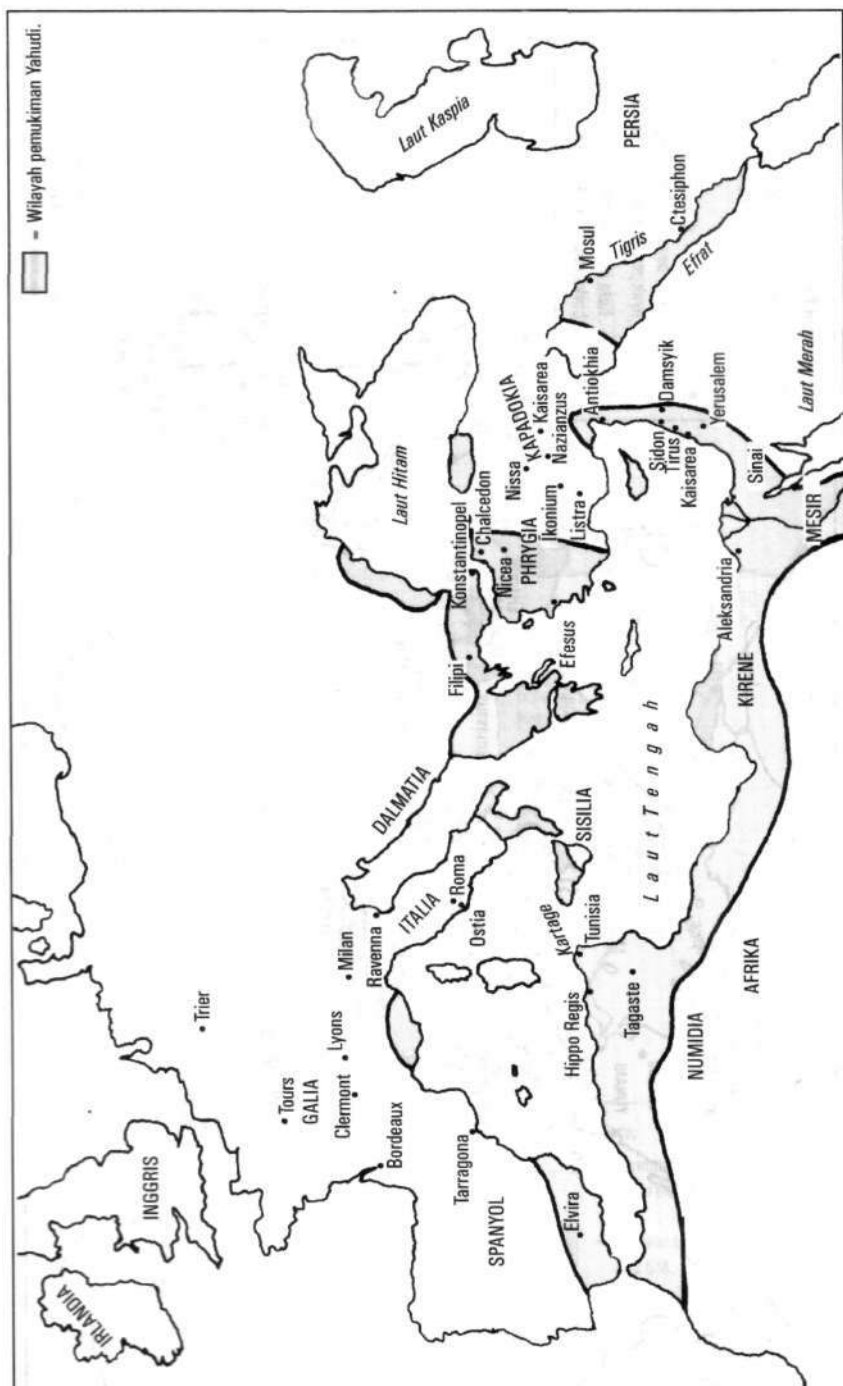 = Wilayah pemukiman Yahudi.
IRLANDIA
INGGRIS
Trier
Tours
GALIA
Lyons
Clermont
Bordeaux
Milan
Ravenna
DALMATIA
ITALIA
Roma
Ostia
Tarragona
SPANYOL
Elvira
SISILIA
Kartage
Tunisia
Hippo Regis
Tagaste
NUMIDIA
AFRIKA
Laut Tengah
KIRENE
Aleksandria
MESIR
Sinai
Laut Merah
Filipi
Konstantinopel
Chalcedon
Nicea
PHRYGIA
Efesus
Laut Hitam
Nissa
KAPADOKIA
Kaisarea
Nazianzus
Ikonium
Listra
Antiokhia
Damsyik
Sidon
Tirus
Kaisarea
Yerusalem
Mosul
Tigris
Efrat
Ctesiphon
PERSIA
Laut Kaspia